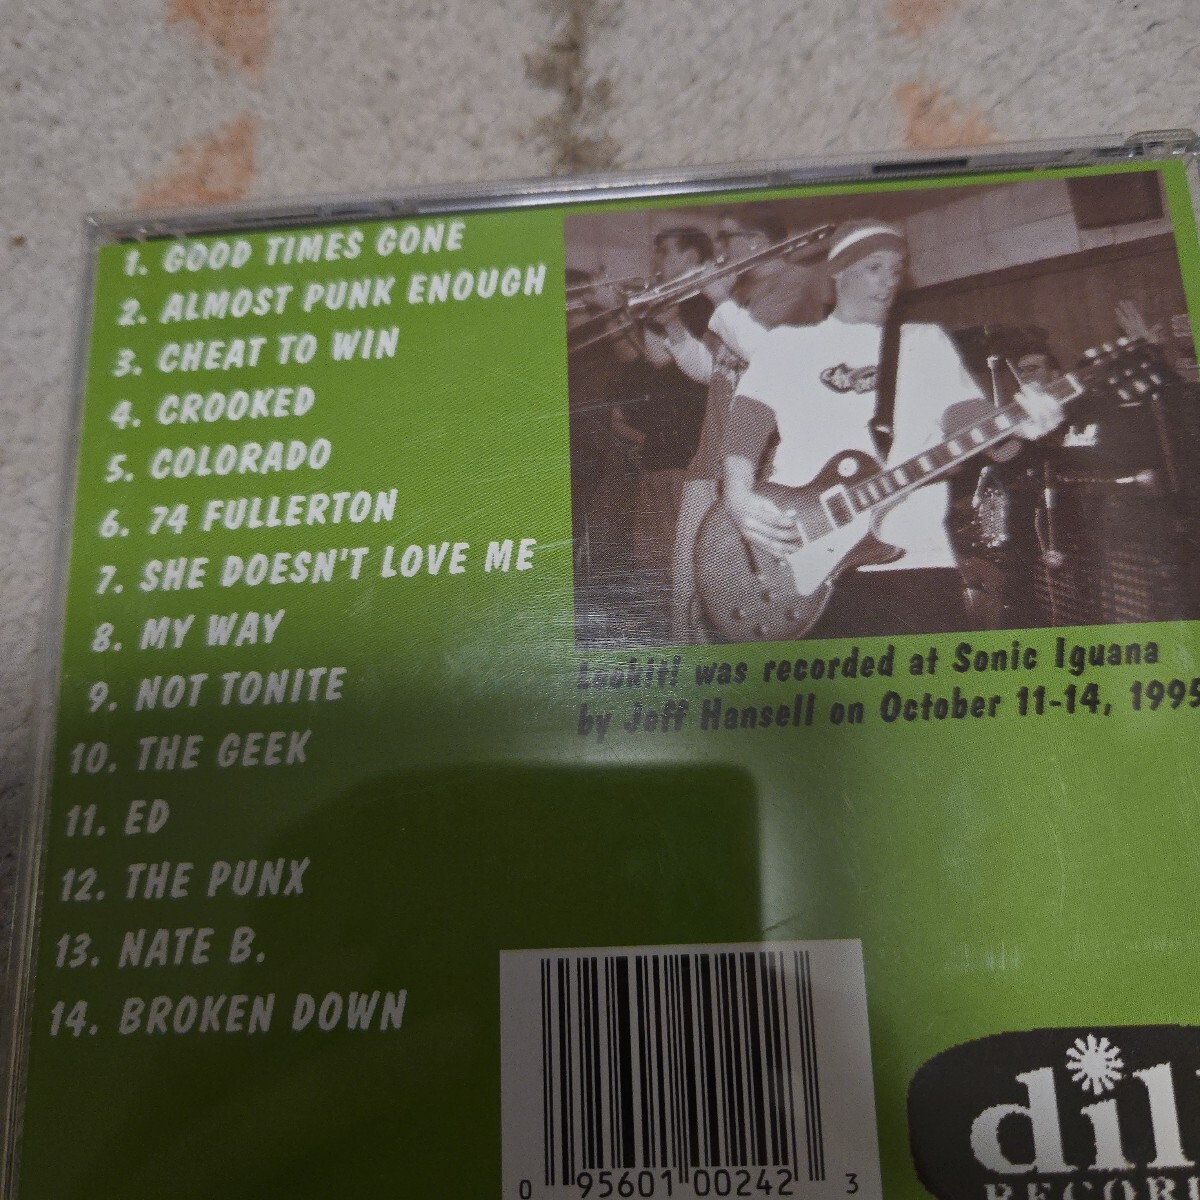 1. GOOD TIMES GONE
2. ALMOST PUNK ENOUGH
3. CHEAT TO WIN
4. CROOKED
5. COLORADO
6. 74 FULLERTON
7. SHE DOESN'T LOVE ME
8. MY WAY
9. NOT TONITE
10. THE GEEK
11. ED
12. THE PUNX
13. NATE B.
14. BROKEN DOWN
was recorded at Sonic Iguana
by Jeff Hansell on October 11-14, 1995
0 95601 00242 3
dil
RECOR